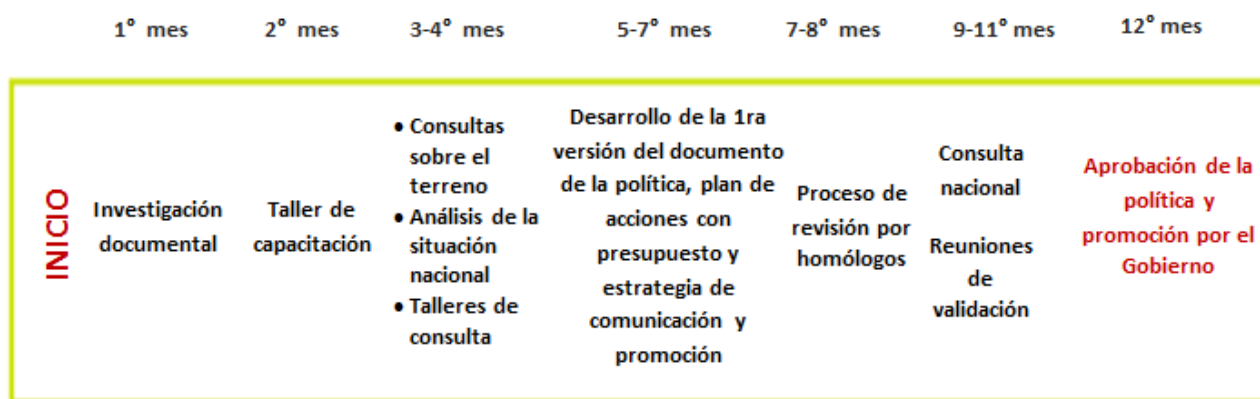 1° mes
2° mes
3-4° mes
5-7° mes
7-8° mes
9-11° mes
12° mes
INICIO
Investigación
documental
Taller de
capacitación
• Consultas
sobre el
terreno
• Análisis de la
situación
nacional
• Talleres de
consulta
Desarrollo de la 1ra
versión del documento
de la política, plan de
acciones con
presupuesto y
estrategia de
comunicación y
promoción
Proceso de
revisión por
homólogos
Consulta
nacional
Reuniones
de
validación
Aprobación de la
política y
promoción por el
Gobierno